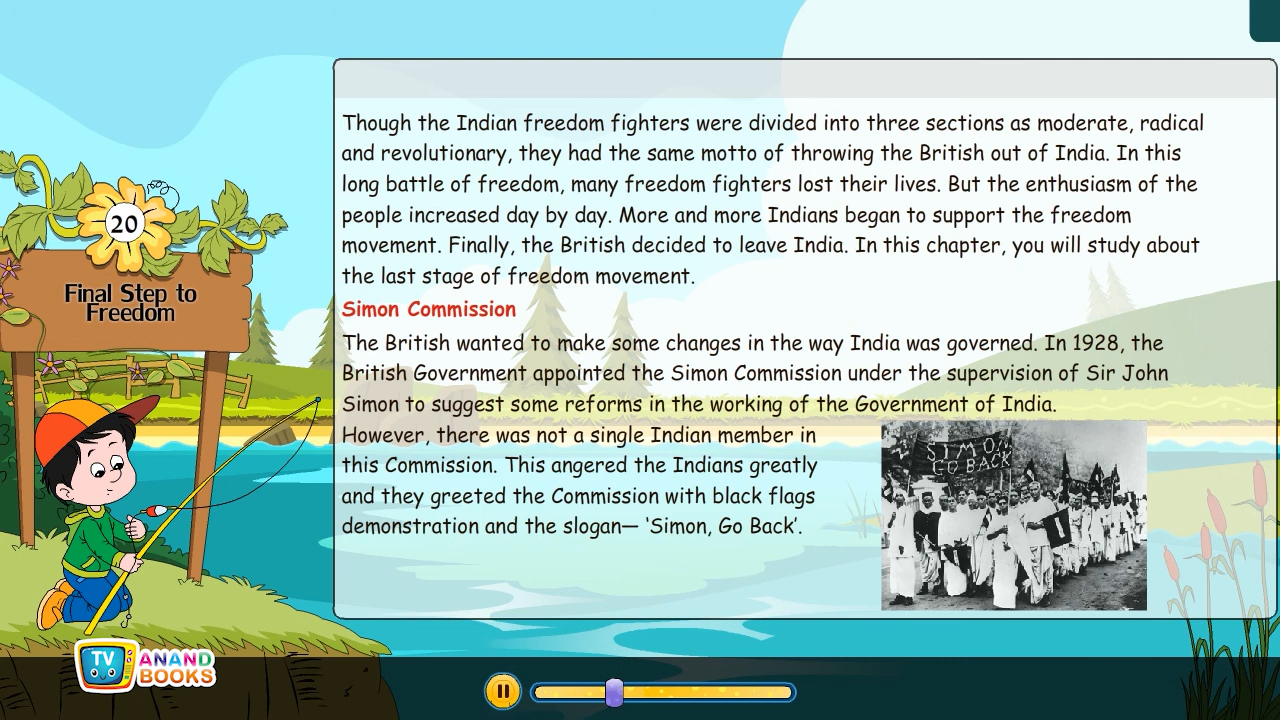 20
Final Step to
Freedom
Though the Indian freedom fighters were divided into three sections as moderate, radical
and revolutionary, they had the same motto of throwing the British out of India. In this
long battle of freedom, many freedom fighters lost their lives. But the enthusiasm of the
people increased day by day. More and more Indians began to support the freedom
movement. Finally, the British decided to leave India. In this chapter, you will study about
the last stage of freedom movement.
Simon Commission
The British wanted to make some changes in the way India was governed. In 1928, the
British Government appointed the Simon Commission under the supervision of Sir John
Simon to suggest some reforms in the working of the Government of India.
However, there was not a single Indian member in
this Commission. This angered the Indians greatly
and they greeted the Commission with black flags
demonstration and the slogan— ‘Simon, Go Back’.
SIMON
GO BACK
TV
ANAND
BOOKS